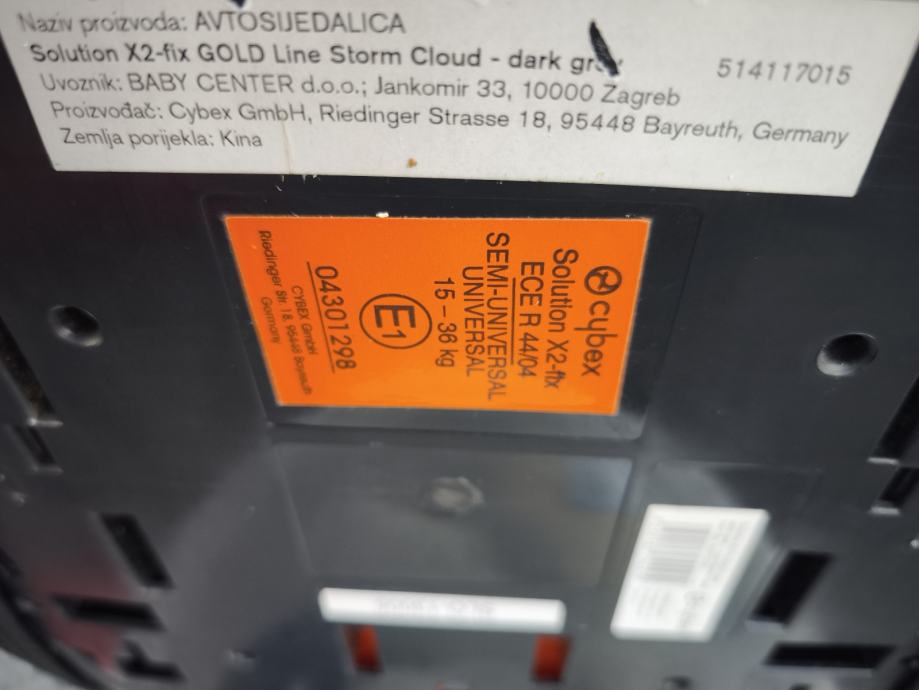 Naziv proizvoda: AVTOSIJEDALICA
Solution X2-fix GOLD Line Storm Cloud - dark grey
514117015
Uvoznik: BABY CENTER d.o.o.; Jankomir 33, 10000 Zagreb
Proizvođač: Cybex GmbH, Riedinger Strasse 18, 95448 Bayreuth, Germany
Zemlja porijekla: Kina
cybex
Solution X2-fix
ECE R 44/04
SEMI-UNIVERSAL
UNIVERSAL
15 – 36 kg
E1
04301298
CYBEX GmbH
Riedinger Str. 18, 95448 Bayreuth
Germany